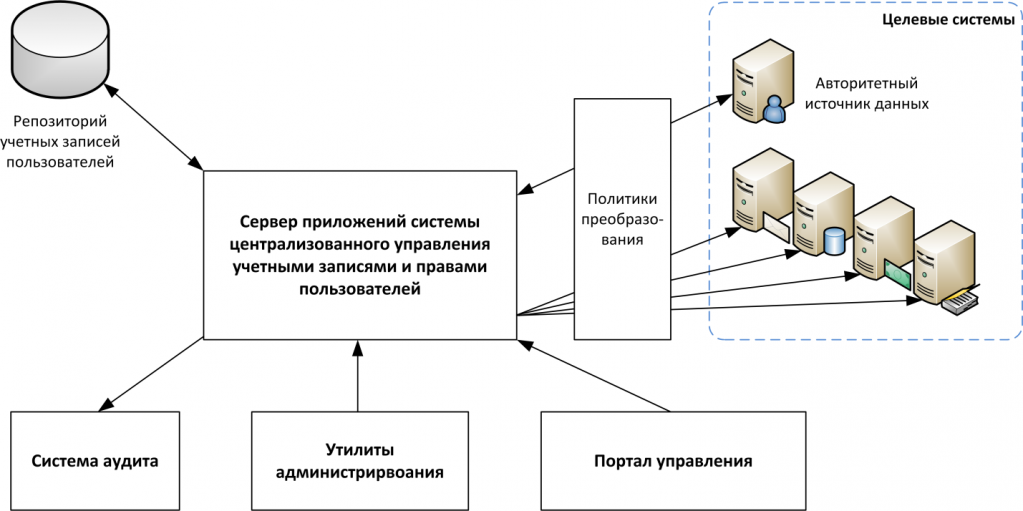 Целевые системы
Авторитетный
источник данных
Репозиторий
учетных записей
пользователей
Политики
преобразо-
вания
Сервер приложений системы
централизованного управления
учетными записями и правами
пользователей
Система аудита
Утилиты
администрирвоания
Портал управления